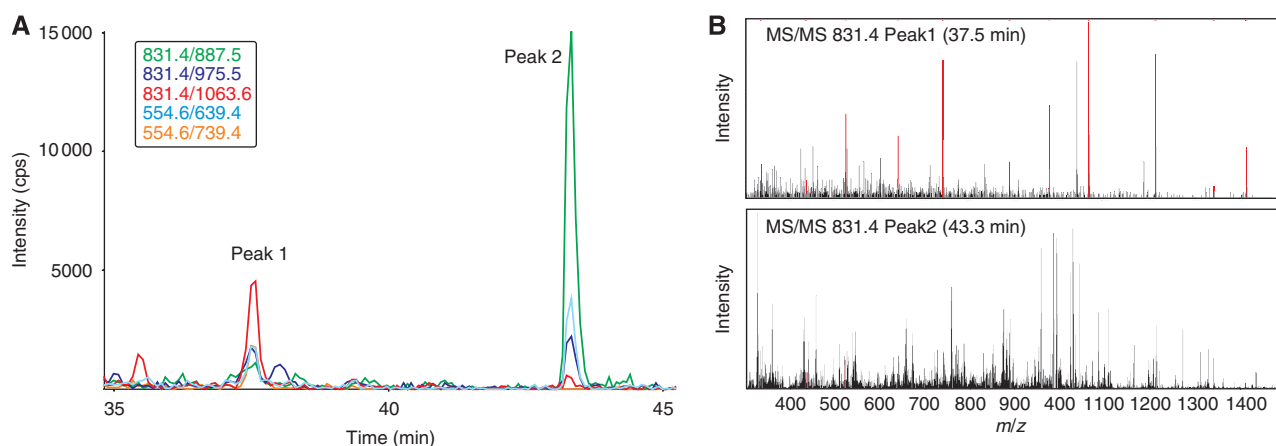 A
15 000
10 000
5000
Intensity (cps)
831.4/887.5
831.4/975.5
831.4/1063.6
554.6/639.4
554.6/739.4
Peak 1
Peak 2
35
40
45
Time (min)
B
MS/MS 831.4 Peak1 (37.5 min)
Intensity
MS/MS 831.4 Peak2 (43.3 min)
Intensity
400 500 600 700 800 900 400 1100 1200 1300 1400
m/z